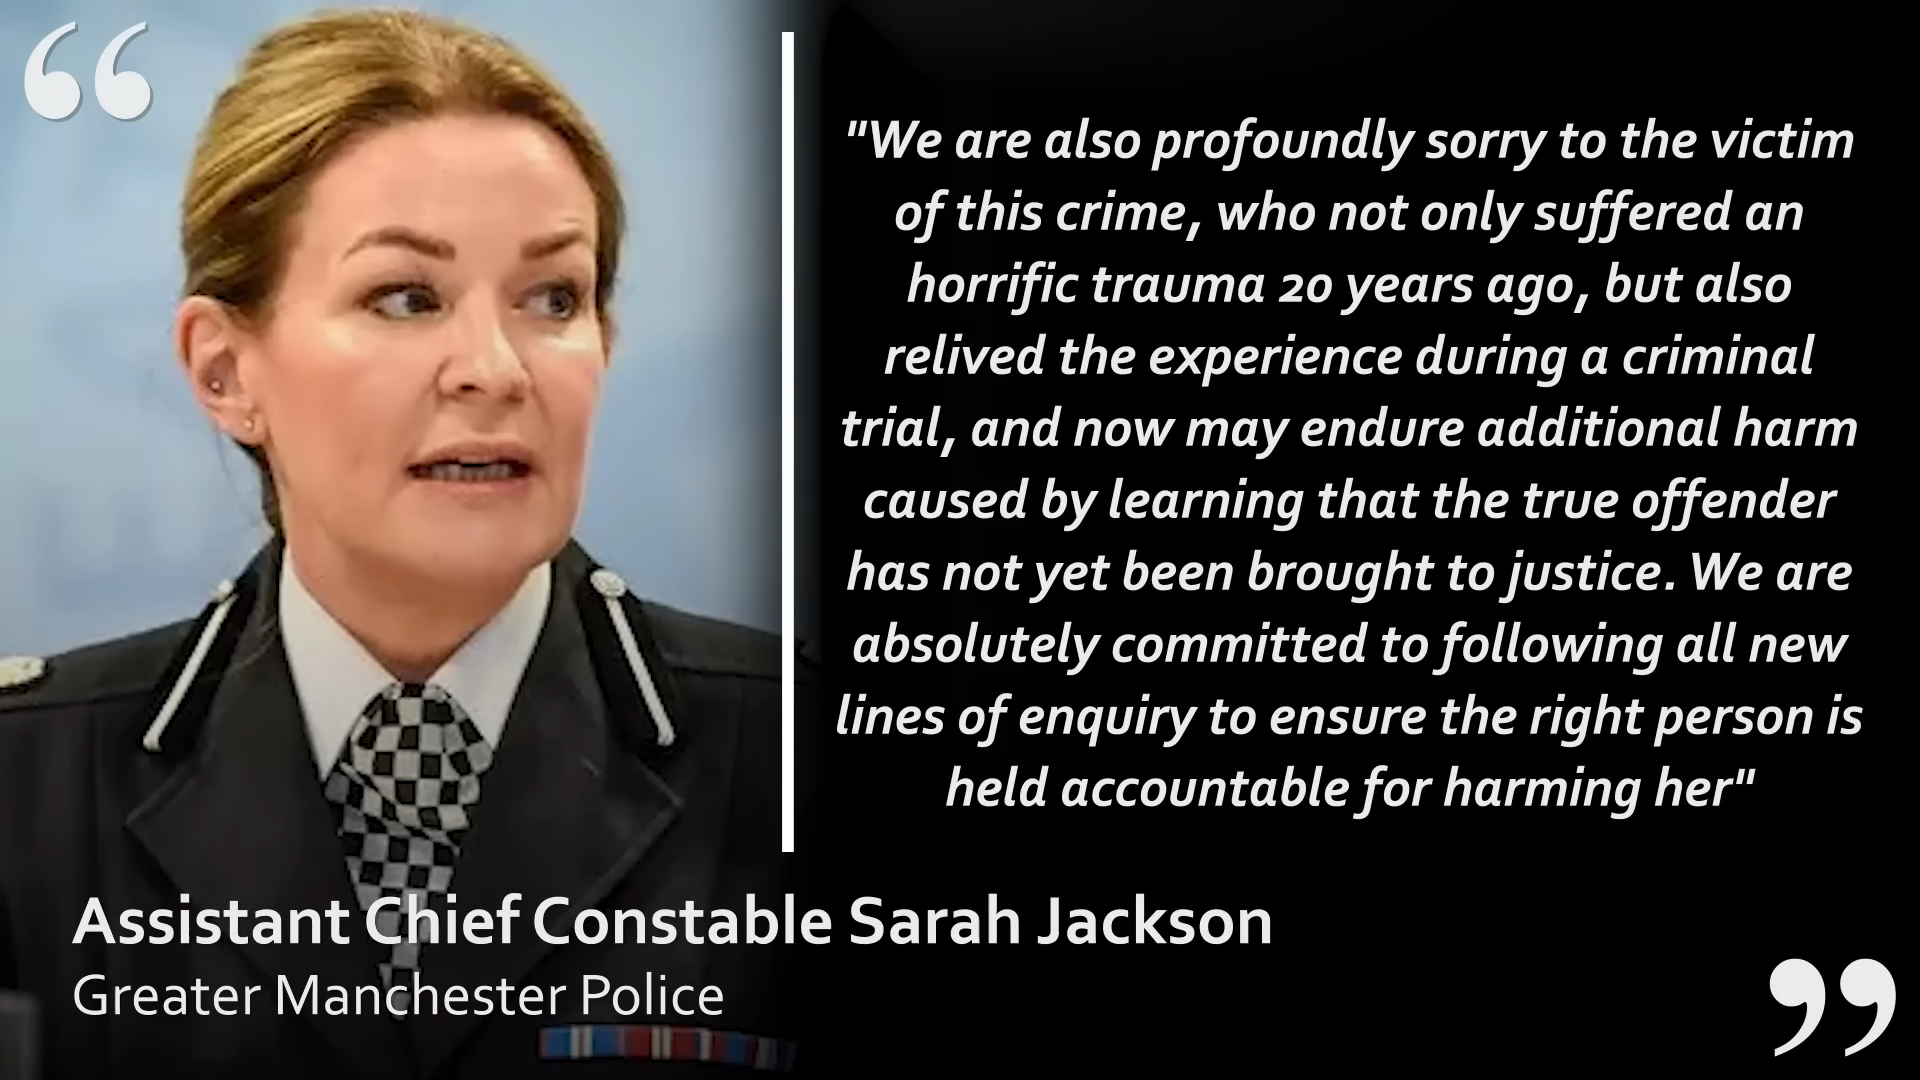 "We are also profoundly sorry to the victim
of this crime, who not only suffered an
horrific trauma 20 years ago, but also
relived the experience during a criminal
trial, and now may endure additional harm
caused by learning that the true offender
has not yet been brought to justice. We are
absolutely committed to following all new
lines of enquiry to ensure the right person is
held accountable for harming her"
Assistant Chief Constable Sarah Jackson
Greater Manchester Police